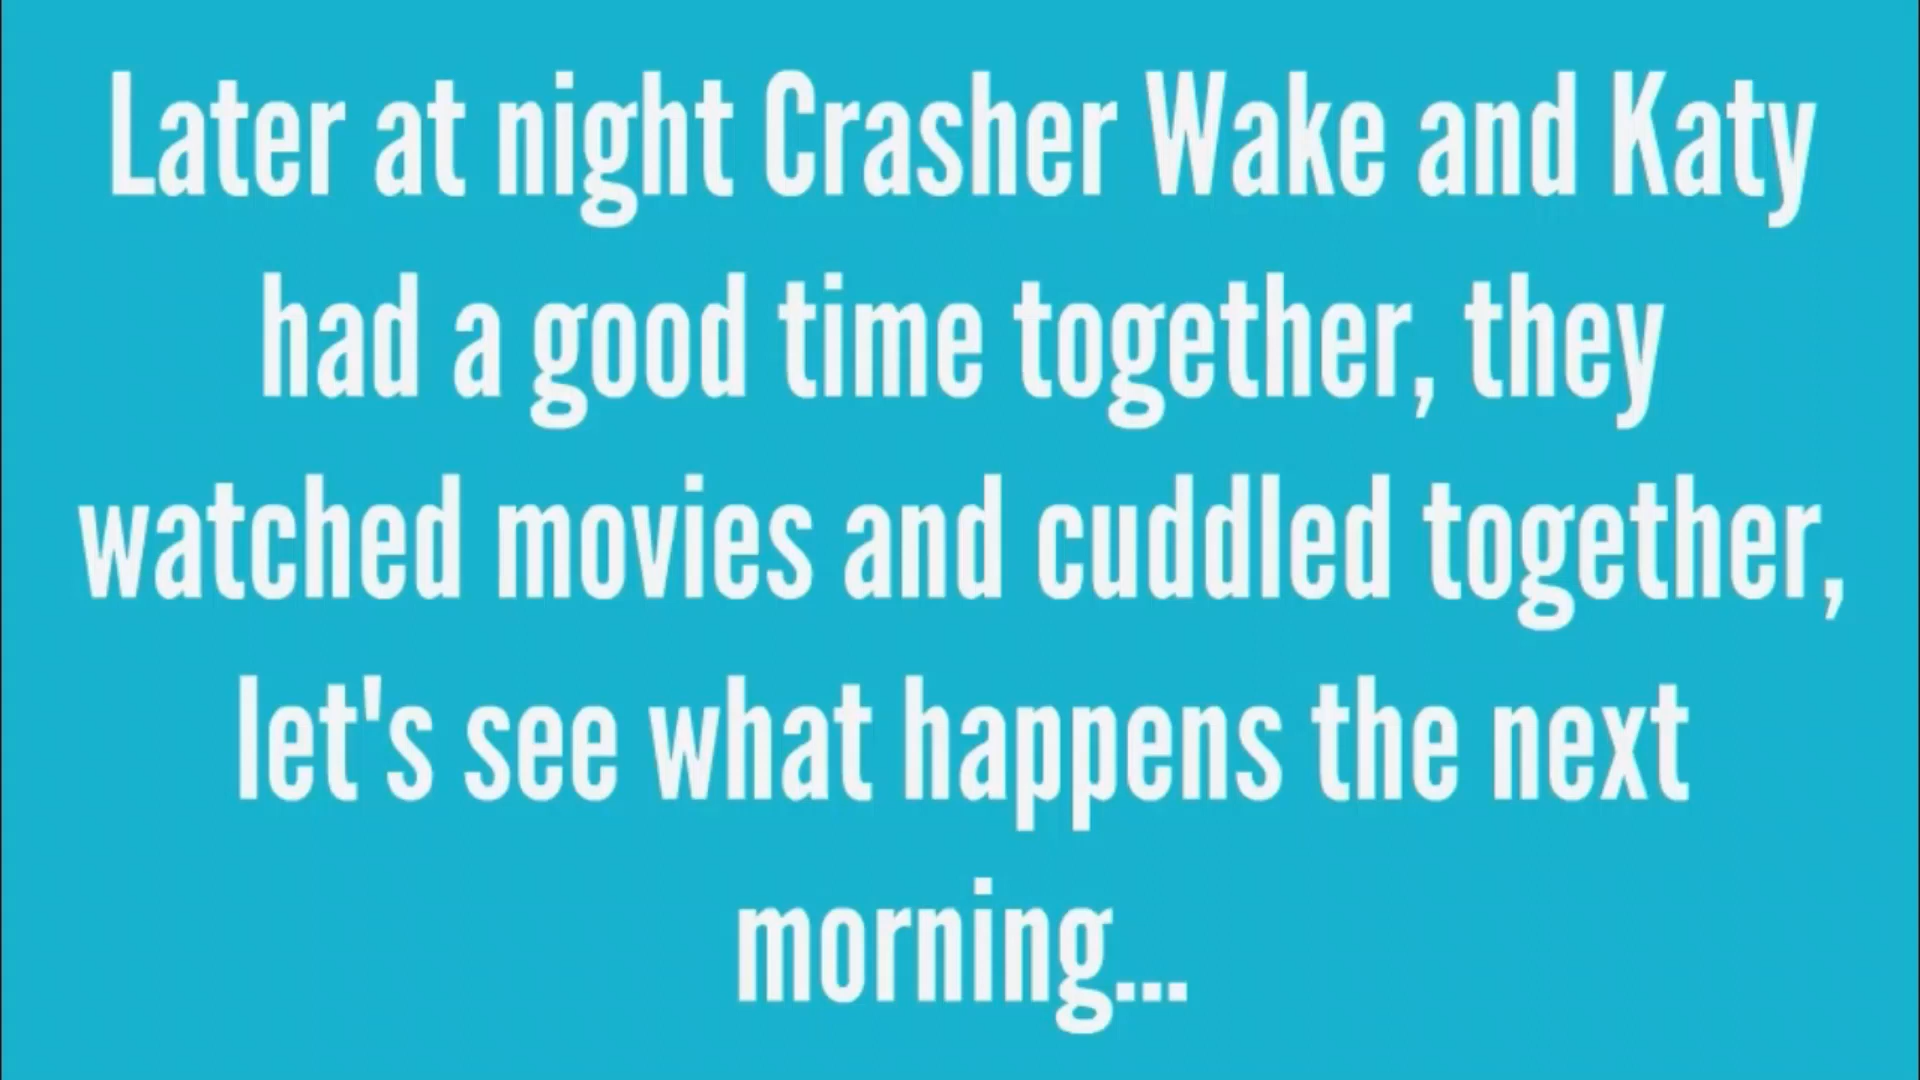 Later at night Crasher Wake and Katy
had a good time together, they
watched movies and cuddled together,
let's see what happens the next
morning...